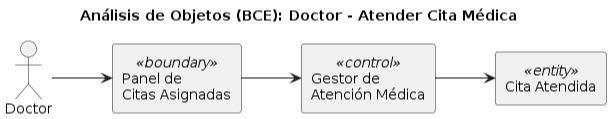 Análisis de Objetos (BCE): Doctor - Atender Cita Médica
Doctor
«boundary»
Panel de
Citas Asignadas
«control»
Gestor de
Atención Médica
«entity»
Cita Atendida